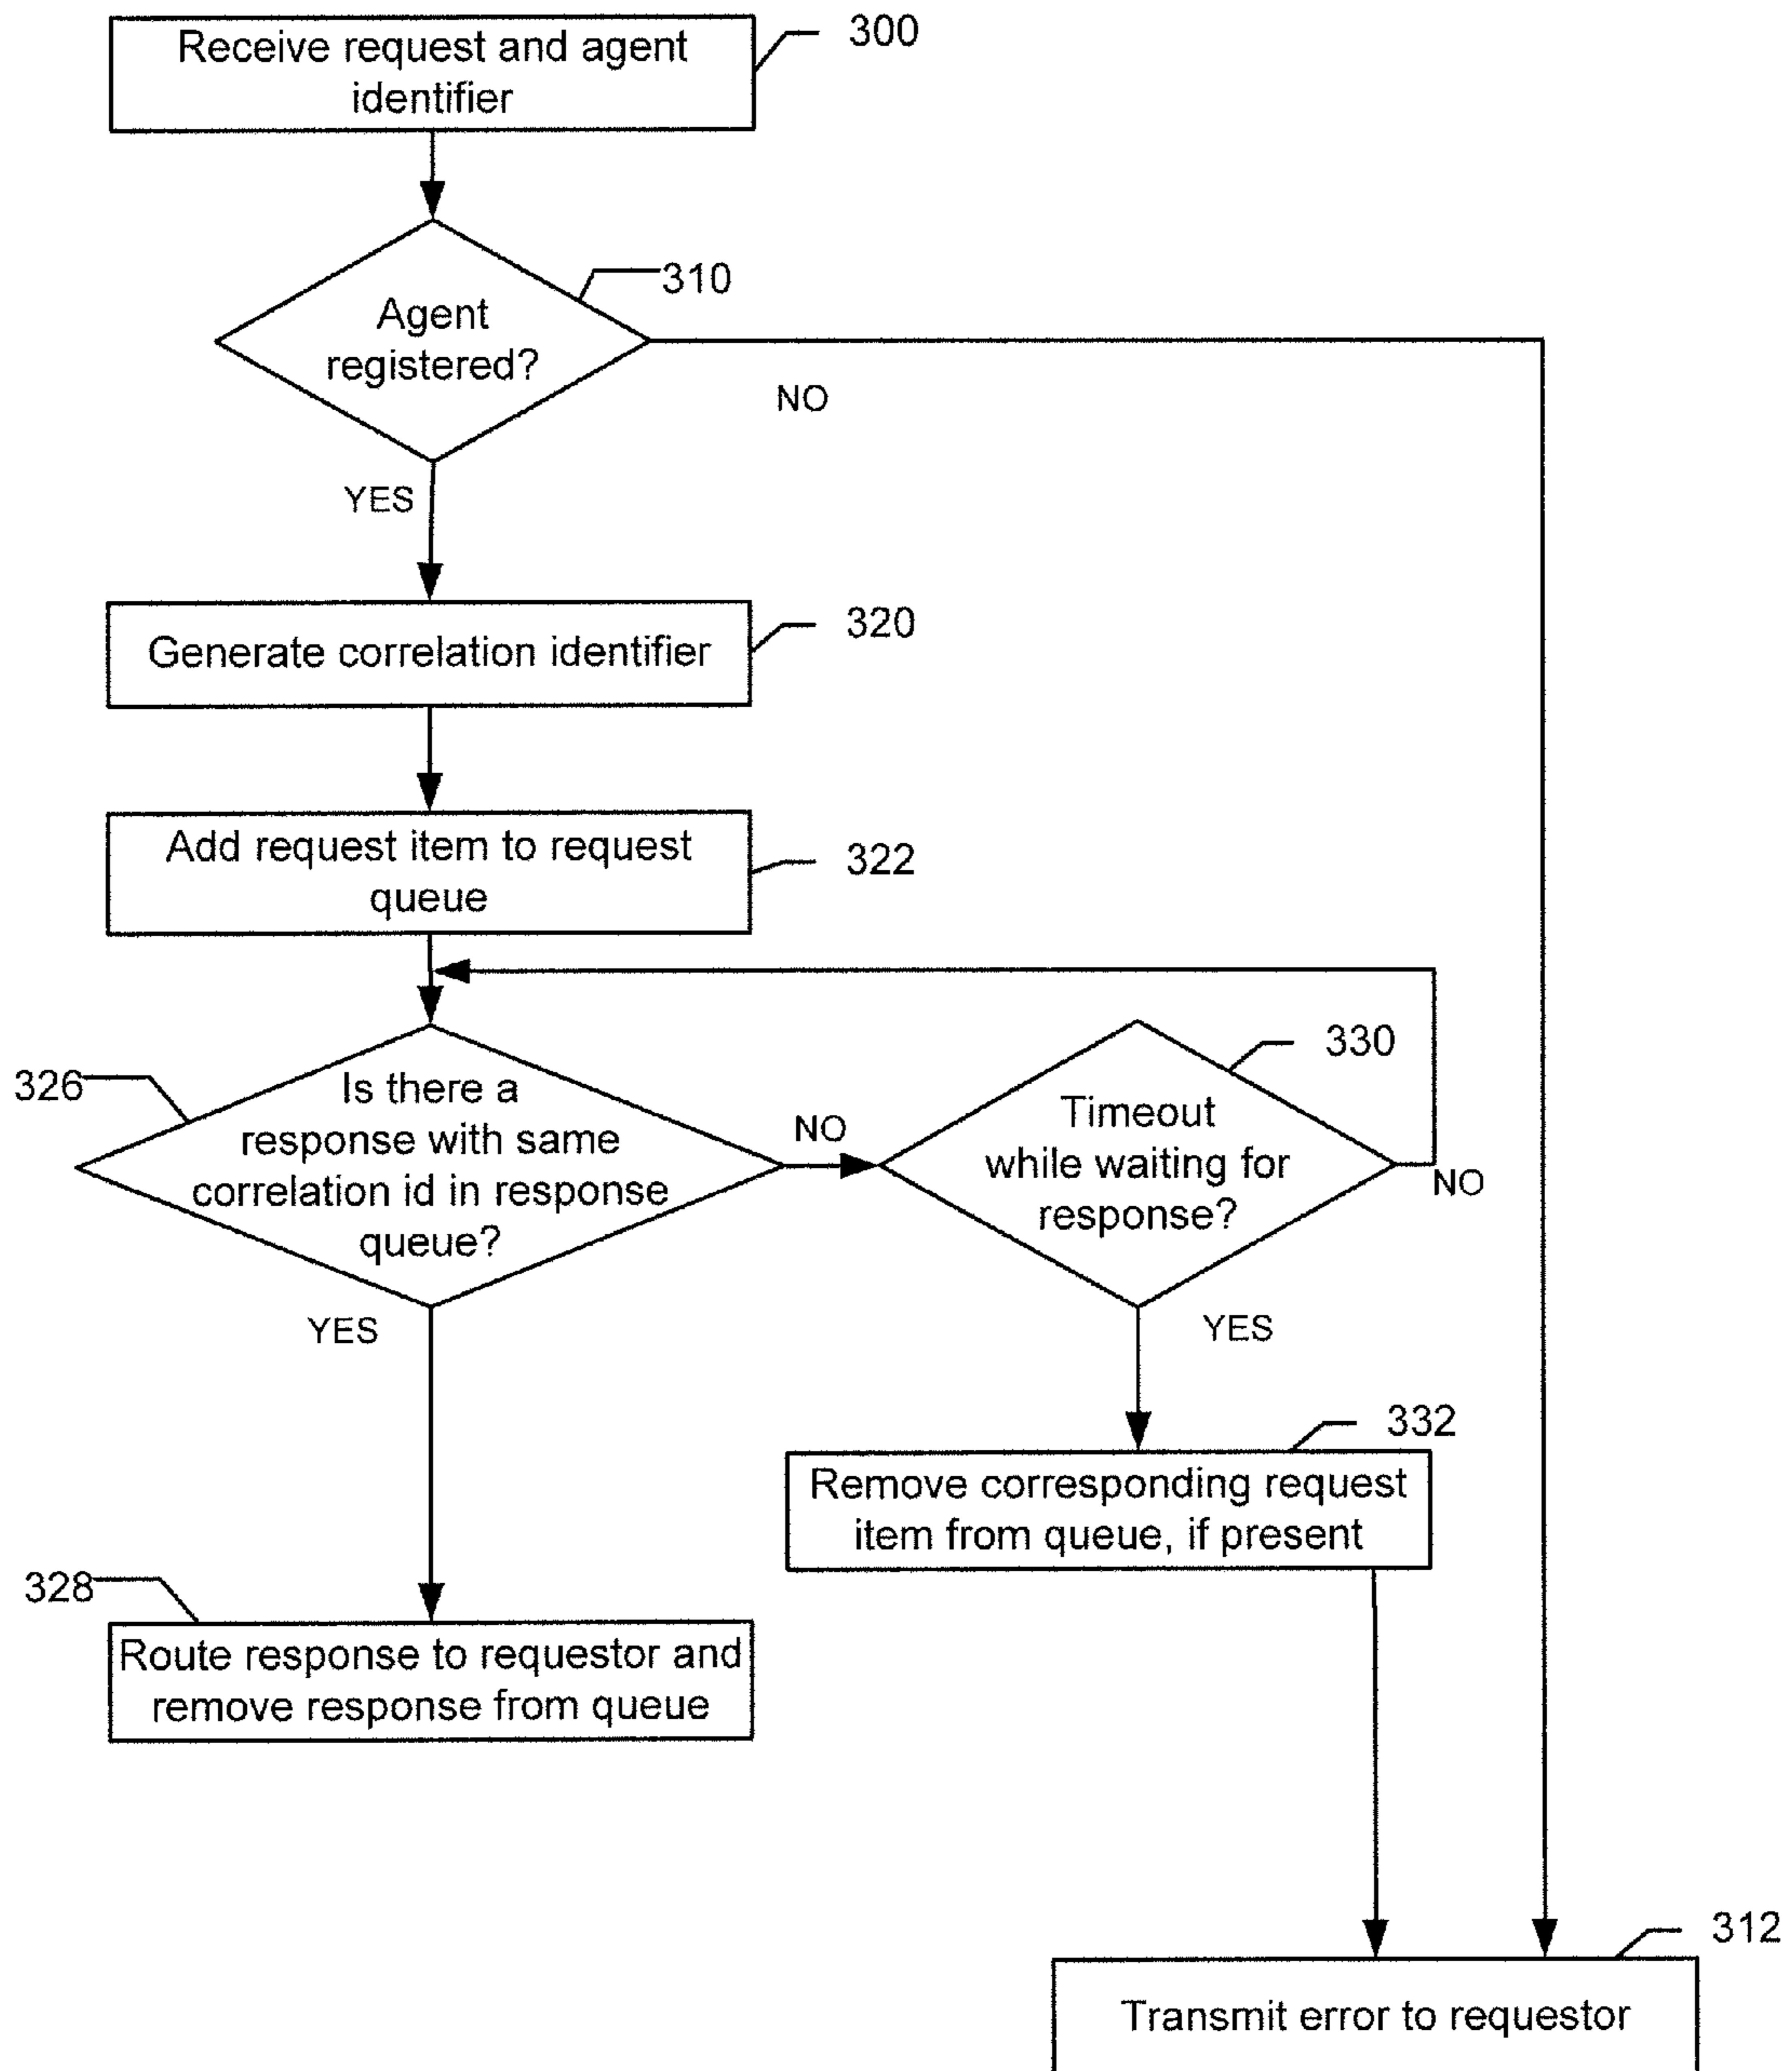 Receive request and agent
identifier
300
310
Agent
registered?
NO
YES
Generate correlation identifier
320
Add request item to request
queue
322
326
Is there a
response with same
correlation id in response
queue?
NO
330
Timeout
while waiting for
response?
NO
YES
YES
332
Remove corresponding request
item from queue, if present
328
Route response to requestor and
remove response from queue
312
Transmit error to requestor